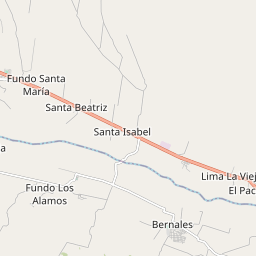 Fundo Santa
María
Santa Beatriz
Santa Isabel
a
Lima La Viej
El Pac
Fundo Los
Alamos
Bernales